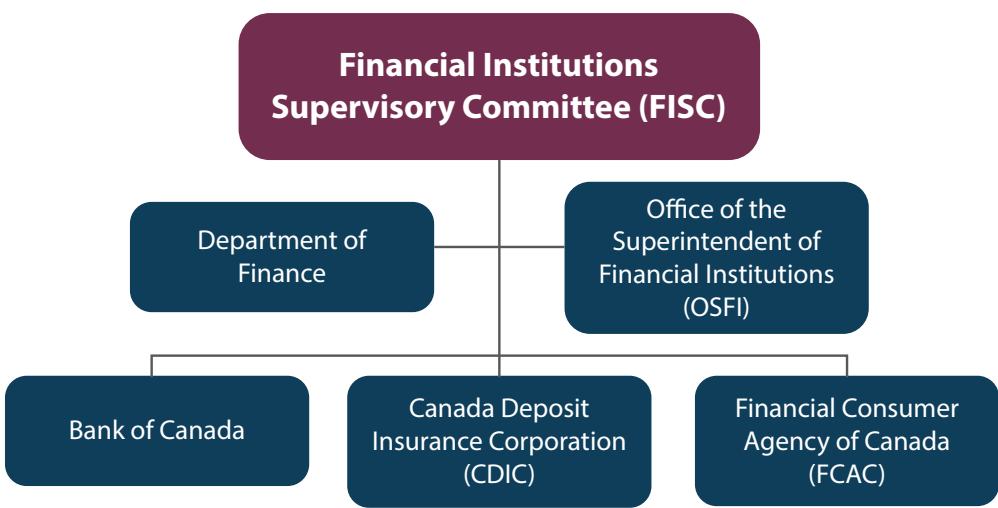 Financial Institutions
Supervisory Committee (FISC)
Department of
Finance
Office of the
Superintendent of
Financial Institutions
(OSFI)
Bank of Canada
Canada Deposit
Insurance Corporation
(CDIC)
Financial Consumer
Agency of Canada
(FCAC)